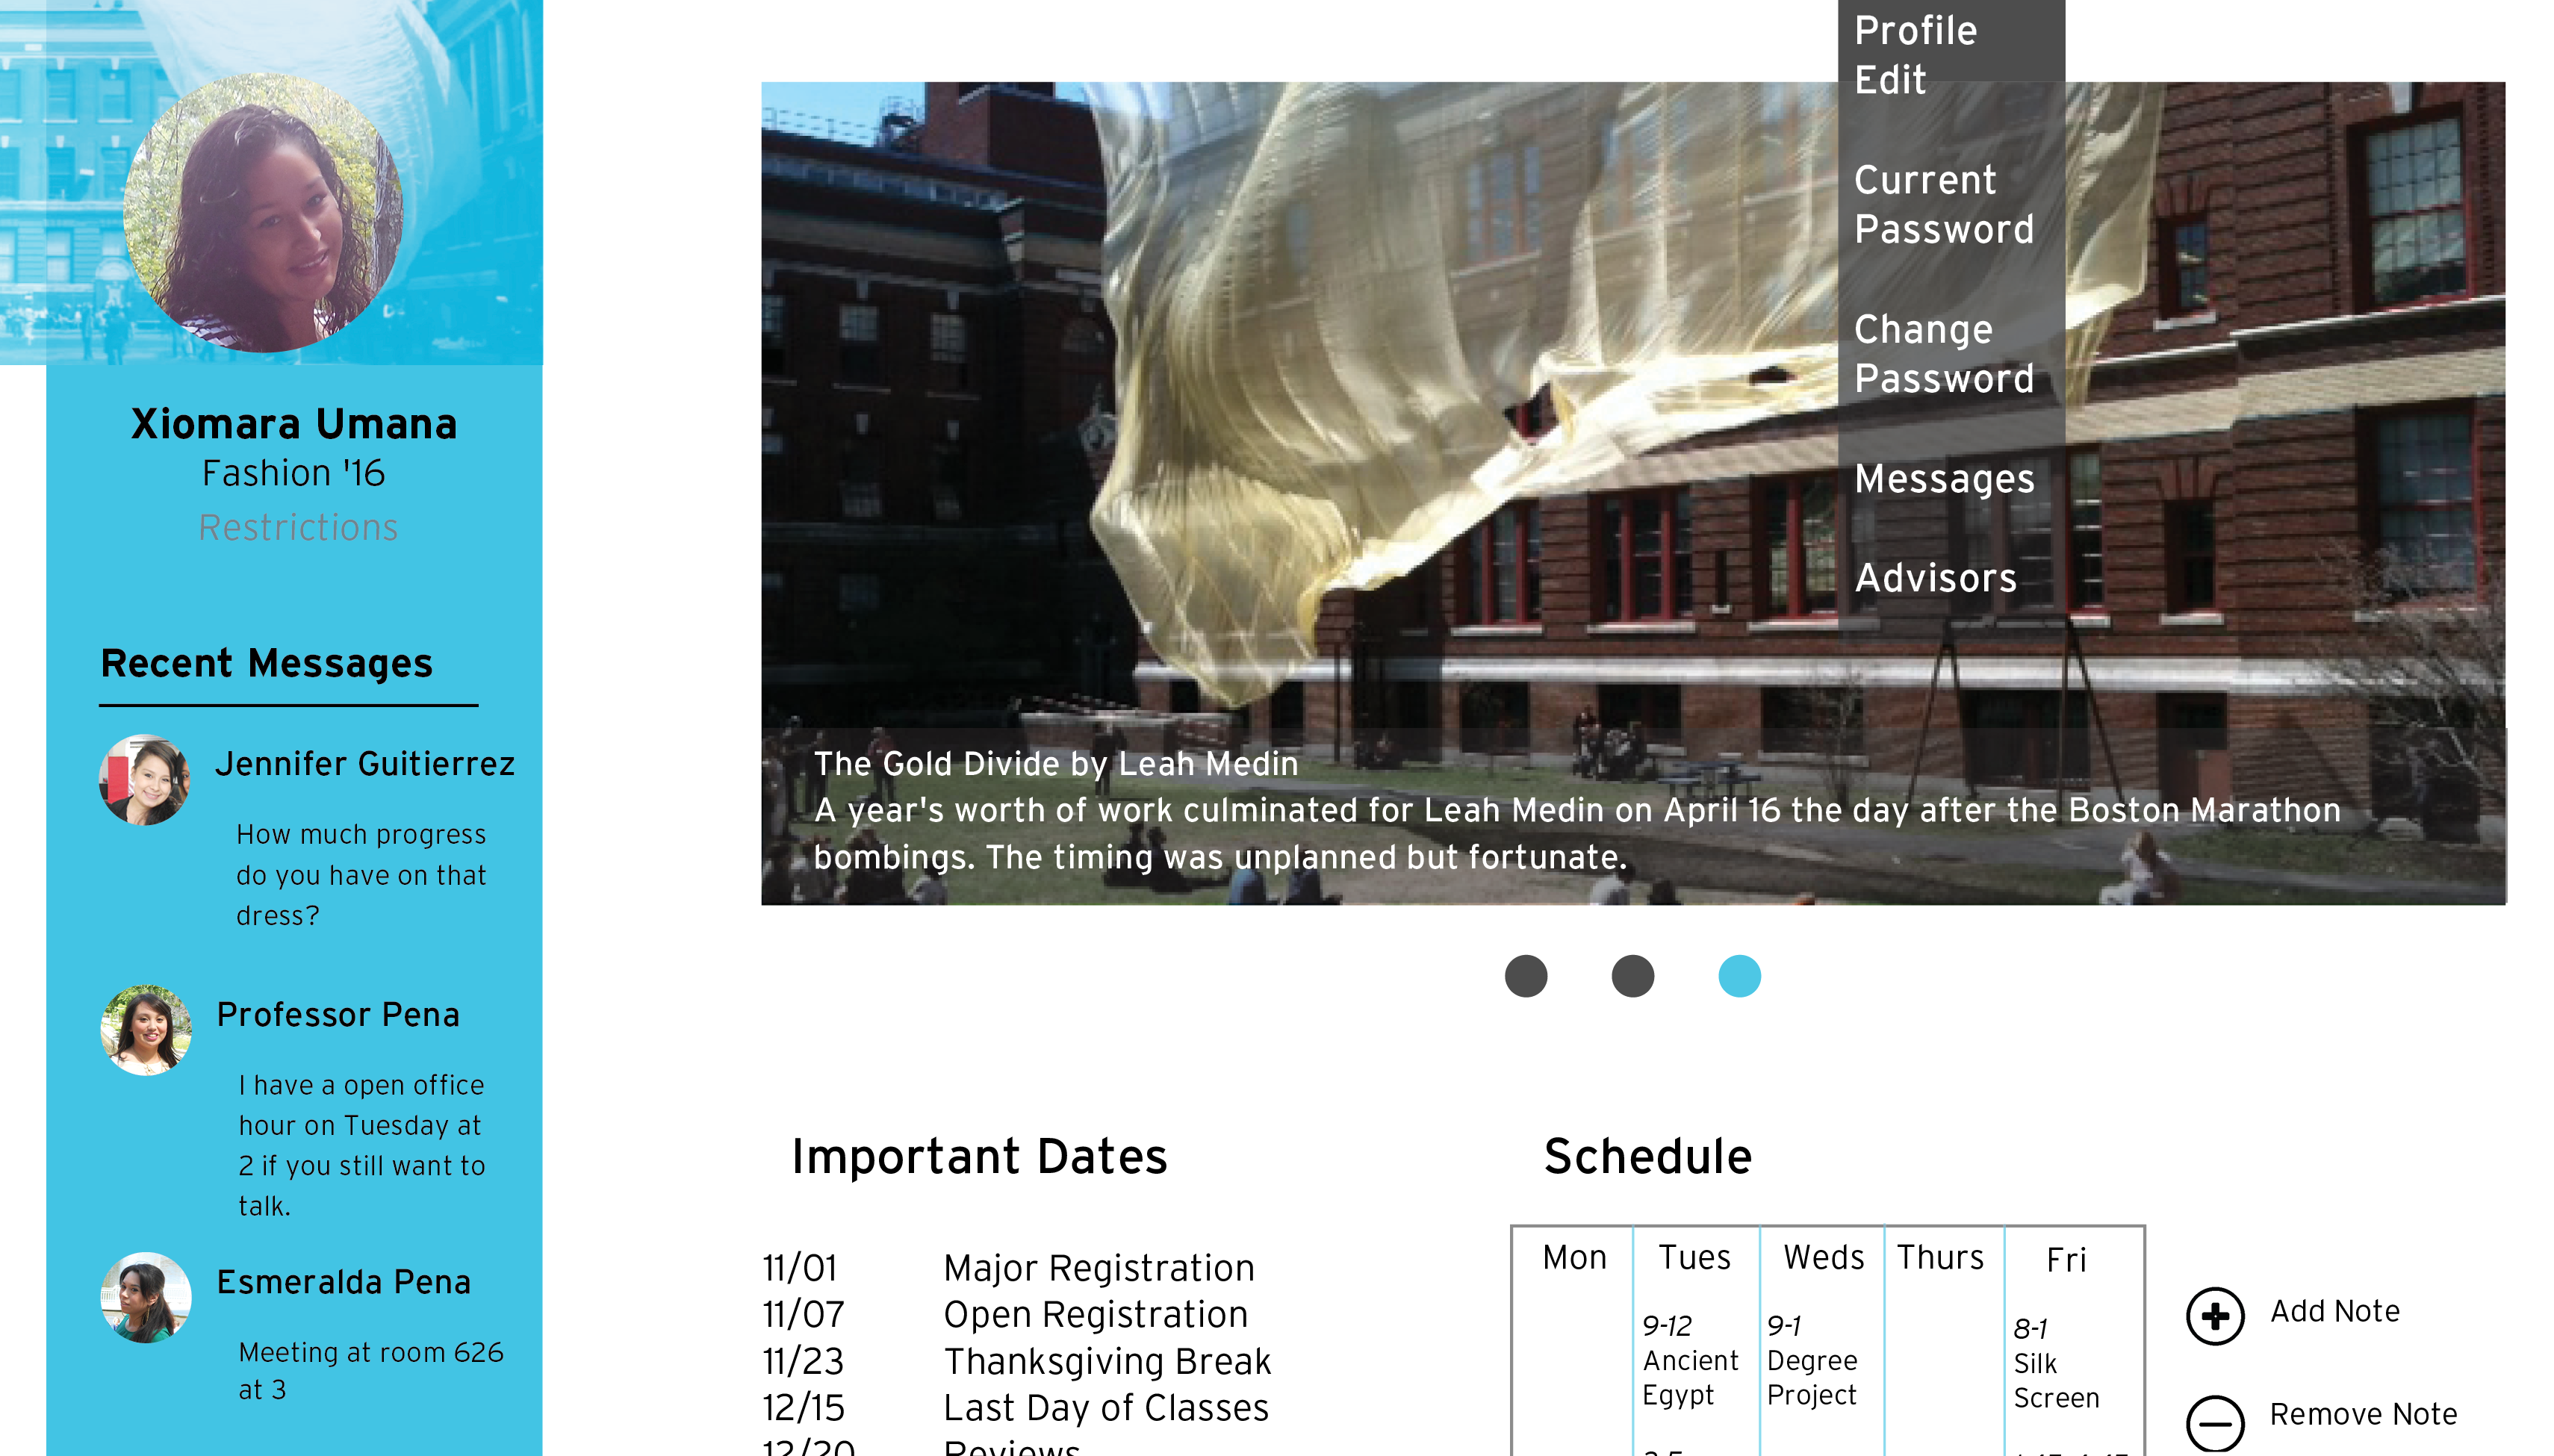 Xiomara Umana
Fashion '16
Restrictions
Recent Messages
Jennifer Guitierrez
How much progress
do you have on that
dress?
Professor Pena
I have a open office
hour on Tuesday at
2 if you still want to
talk.
Esmeralda Pena
Meeting at room 626
at 3
Profile
Edit
Current
Password
Change
Password
Messages
Advisors
The Gold Divide by Leah Medin
A year's worth of work culminated for Leah Medin on April 16 the day after the Boston Marathon
bombings. The timing was unplanned but fortunate.
Important Dates
11/01 Major Registration
11/07 Open Registration
11/23 Thanksgiving Break
12/15 Last Day of Classes
12/20 Reviews
Schedule
Mon Tues Weds Thurs Fri
9-12
Ancient
Egypt
9-1
Degree
Project
8-1
Silk
Screen
Add Note
Remove Note